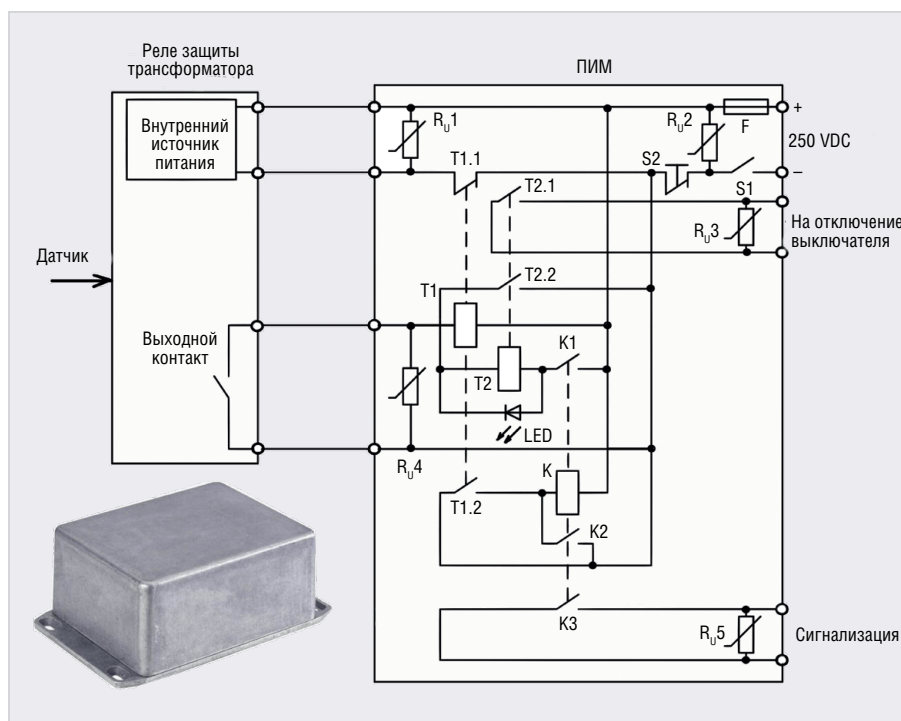 Реле защиты
трансформатора
ПИМ
Внутренний
источник
питания
RU1
RU2
F
+
250 VDC
–
T1.1
S2
S1
T2.1
RU3
На отключение
выключателя
Датчик
T2.2
T1
Выходной
контакт
K1
T2
LED
RU4
K
T1.2
K2
K3
RU5
Сигнализация